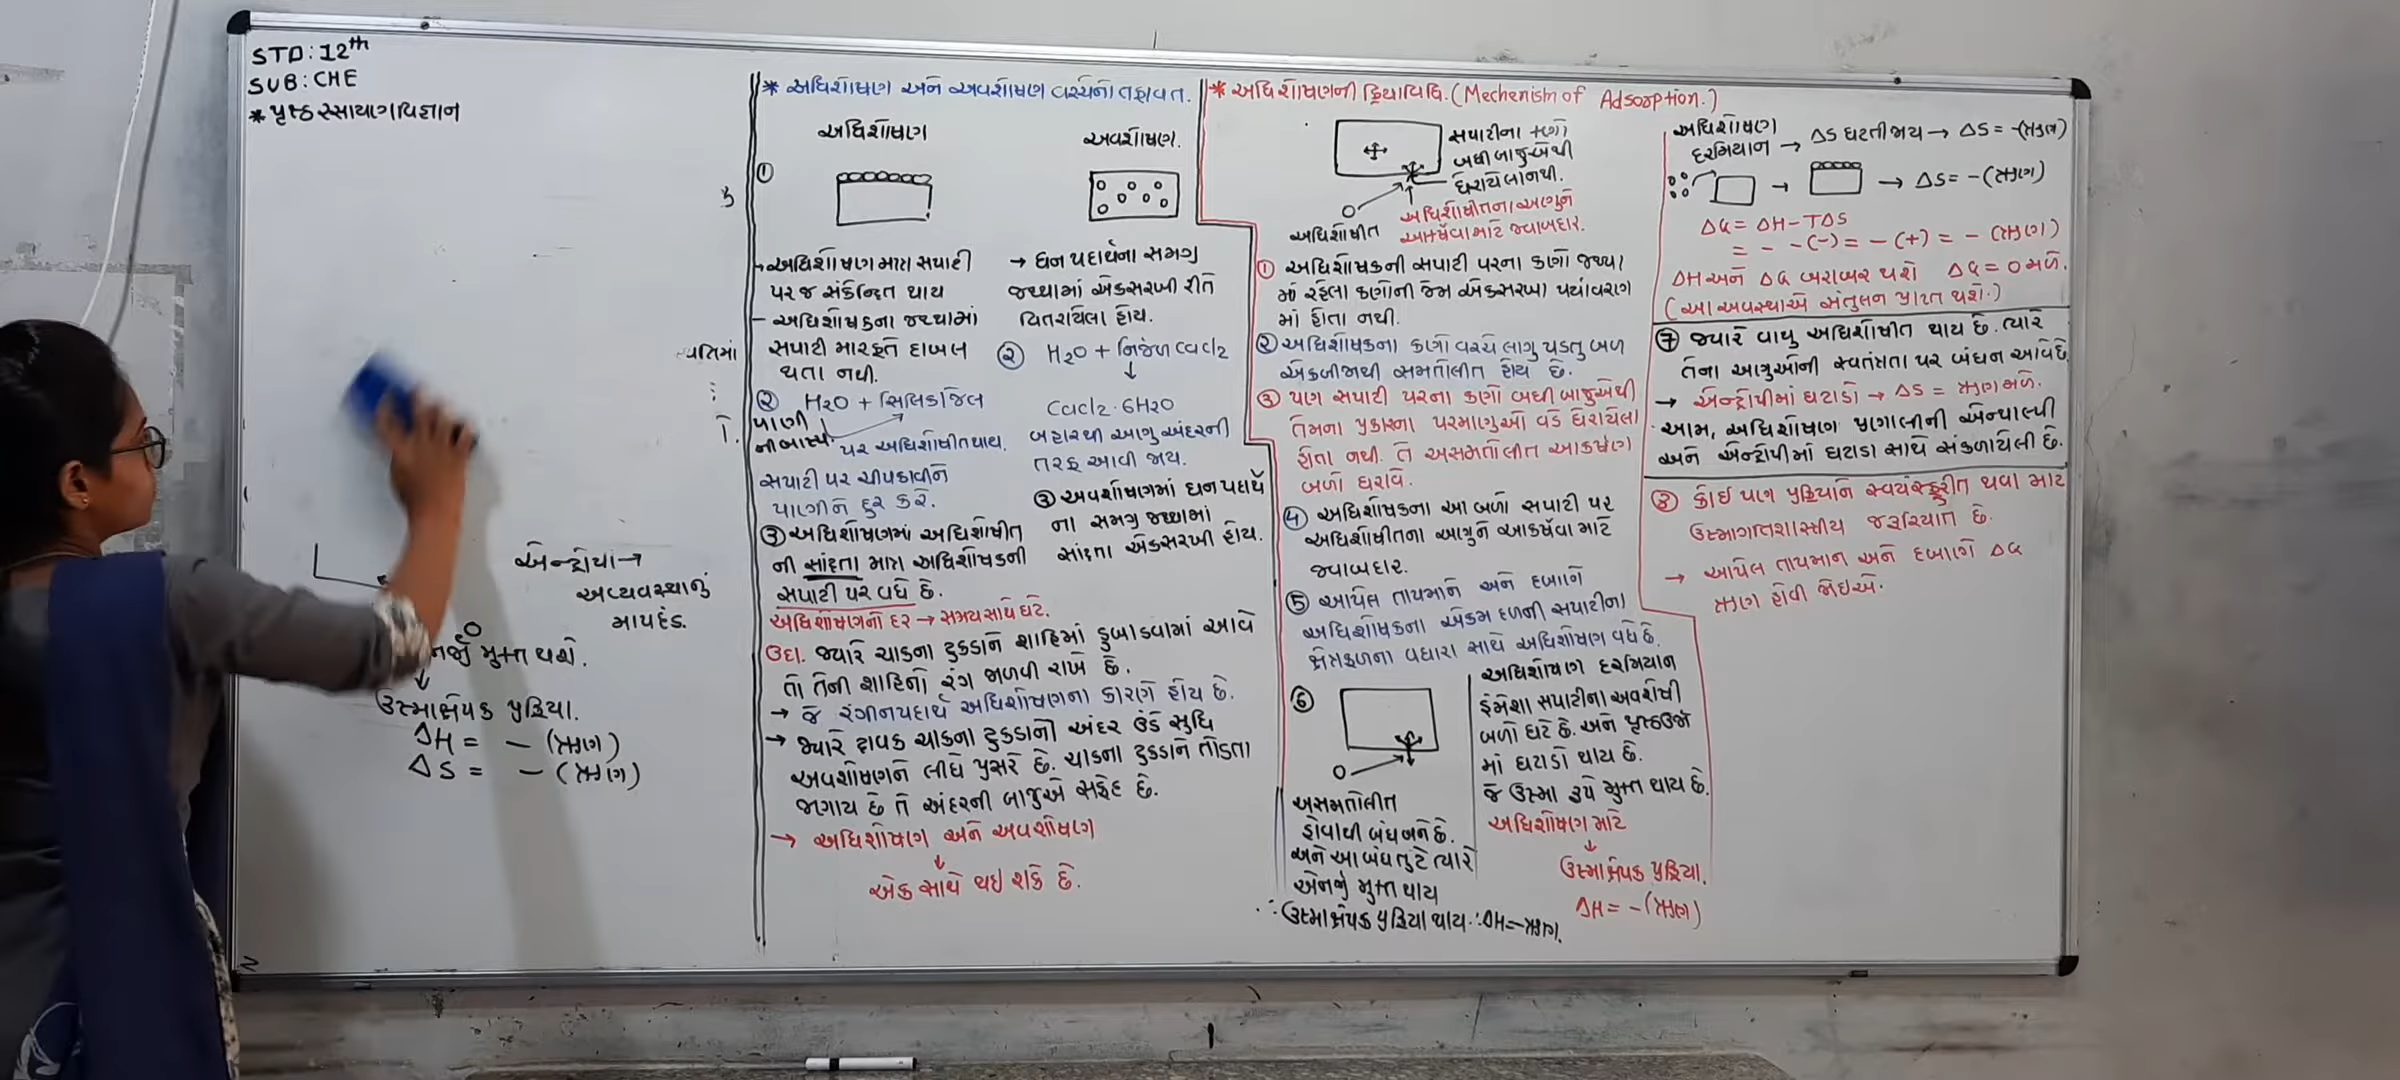 STD:12th
SUB:CHE
* પૃષ્ઠ રસાયાણવિજ્ઞાન
એન્ટ્રોપી →
અવ્યવસ્થાનું
માપદંડ.
મુક્ત થશે.
↓
ઉષ્માક્ષેપક પ્રક્રિયા.
ΔH = - (ઋણ)
ΔS = - (ઋણ)
* અધિશોષણ અને અવશોષણ વચ્ચેનો તફાવત.
અધિશોષણ
અવશોષણ.
①
→ અધિશોષણ માત્ર સપાટી
પર જ સંકેન્દ્રિત થાય
- અધિશોષકના જથ્થામાં
સપાટી મારફતે દાખલ
થતા નથી.
② H2O + સિલિકાજેલ
પાણી
ની બાષ્પ પર અધિશોષીત થાય.
સપાટી પર ચીપકાવીને
પાણીને દુર કરે.
③ અધિશોષણમાં અધિશોષીત
ની સાંદ્રતા માત્ર અધિશોષકની
સપાટી પર વધે છે.
→ ઘન પદાર્થના સમગ્ર
જથ્થામાં એકસરખી રીતે
વિતરાયેલા હોય.
② H2O + નિર્જળ CaCl2
↓
CaCl2·6H2O
બહારથી આણુ અંદરની
તરફ આવી જાય.
③ અવશોષણમાં ઘન પદાર્થ
ના સમગ્ર જથ્થામાં
સાંદ્રતા એકસરખી હોય.
અધિશોષણનો દર → સમય સાથે ઘટે.
ઉદા. જ્યારે ચાકના ટુકડાને શાહિમાં ડુબાડવામાં આવે
તો તેની શાહિનો રંગ જાળવી રાખે છે.
→ જે રંગીનપદાર્થ અધિશોષણના કારણે હોય છે.
→ જ્યારે દ્રાવક ચાકના ટુકડાની અંદર ઉંડે સુધિ
અવશોષણને લીધે પ્રસરે છે. ચાકના ટુકડાને તોડતા
જણાય છે તે અંદરની બાજુએ સફેદ છે.
→ અધિશોષણ અને અવશોષણ
↓
એક સાથે થઇ શકે છે.
* અધિશોષણની ક્રિયાવિધિ. (Mechenism of Adsorption.)
સપાટીના કણો
બધી બાજુએથી
ઘેરાયેલા નથી.
અધિશોષીત
અધિશોષીતના અણુને
આકર્ષવા માટે જવાબદાર.
① અધિશોષકની સપાટી પરના કણો જથ્થા
માં રહેલા કણોની જેમ એકસરખા પર્યાવરણ
માં હોતા નથી.
② અધિશોષકના કણો વચ્ચે લાગુ પડતુ બળ
એકબીજાથી સમતોલીત હોય છે.
③ પણ સપાટી પરના કણો બધી બાજુએથી
તેમના પ્રકારના પરમાણુઓ વડે ઘેરાયેલા
હોતા નથી. તે અસમતોલીત આકર્ષણ
બળો ધરાવે.
④ અધિશોષકના આ બળો સપાટી પર
અધિશોષીતના આણુને આકર્ષવા માટે
જવાબદાર.
⑤ આપેલ તાપમાને અને દબાણે
અધિશોષકના એકમ દળની સપાટીના
ક્ષેત્રફળના વધારા સાથે અધિશોષણ વધે છે.
⑥
અસમતોલીત
હોવાથી બંધ બને છે.
અને આ બંધ તુટે ત્યારે
એનર્જી મુક્ત થાય
∴ ઉષ્માક્ષેપક પ્રક્રિયા થાય ∴ ΔH = - ઋણ.
અધિશોષણ દરમિયાન
હંમેશા સપાટીના અવશેષી
બળો ઘટે છે. અને પૃષ્ઠઉર્જા
માં ઘટાડો થાય છે.
જે ઉષ્મા રૂપે મુક્ત થાય છે.
અધિશોષણ માટે
↓
ઉષ્માક્ષેપક પ્રક્રિયા.
ΔH = - (ઋણ)
અધિશોષણ
દરમિયાન → ΔS ઘટતી જાય → ΔS = - (ઋણ)
→ → ΔS = - (ઋણ)
ΔG = ΔH - TΔS
= - - (-) = - (+) = - (ઋણ)
ΔH અને ΔG બરાબર થશે ΔG = 0 મળે.
(આ અવસ્થાએ સંતુલન પ્રાપ્ત થશે.)
⑦ જ્યારે વાયુ અધિશોષીત થાય છે. ત્યારે
તેના આણુઓની સ્વતંત્રતા પર બંધન આવે છે.
→ એન્ટ્રોપીમાં ઘટાડો → ΔS = ઋણ મળે.
આમ, અધિશોષણ પ્રણાલીની એન્થાલ્પી
અને એન્ટ્રોપીમાં ઘટાડા સાથે સંકળાયેલી છે.
⑧ કોઈ પણ પ્રક્રિયાને સ્વયંસ્ફુરીત થવા માટે
ઉષ્માગતિશાસ્ત્રીય જરૂરિયાત છે.
→ આપેલ તાપમાન અને દબાણે ΔG
ઋણ હોવી જોઇએ.